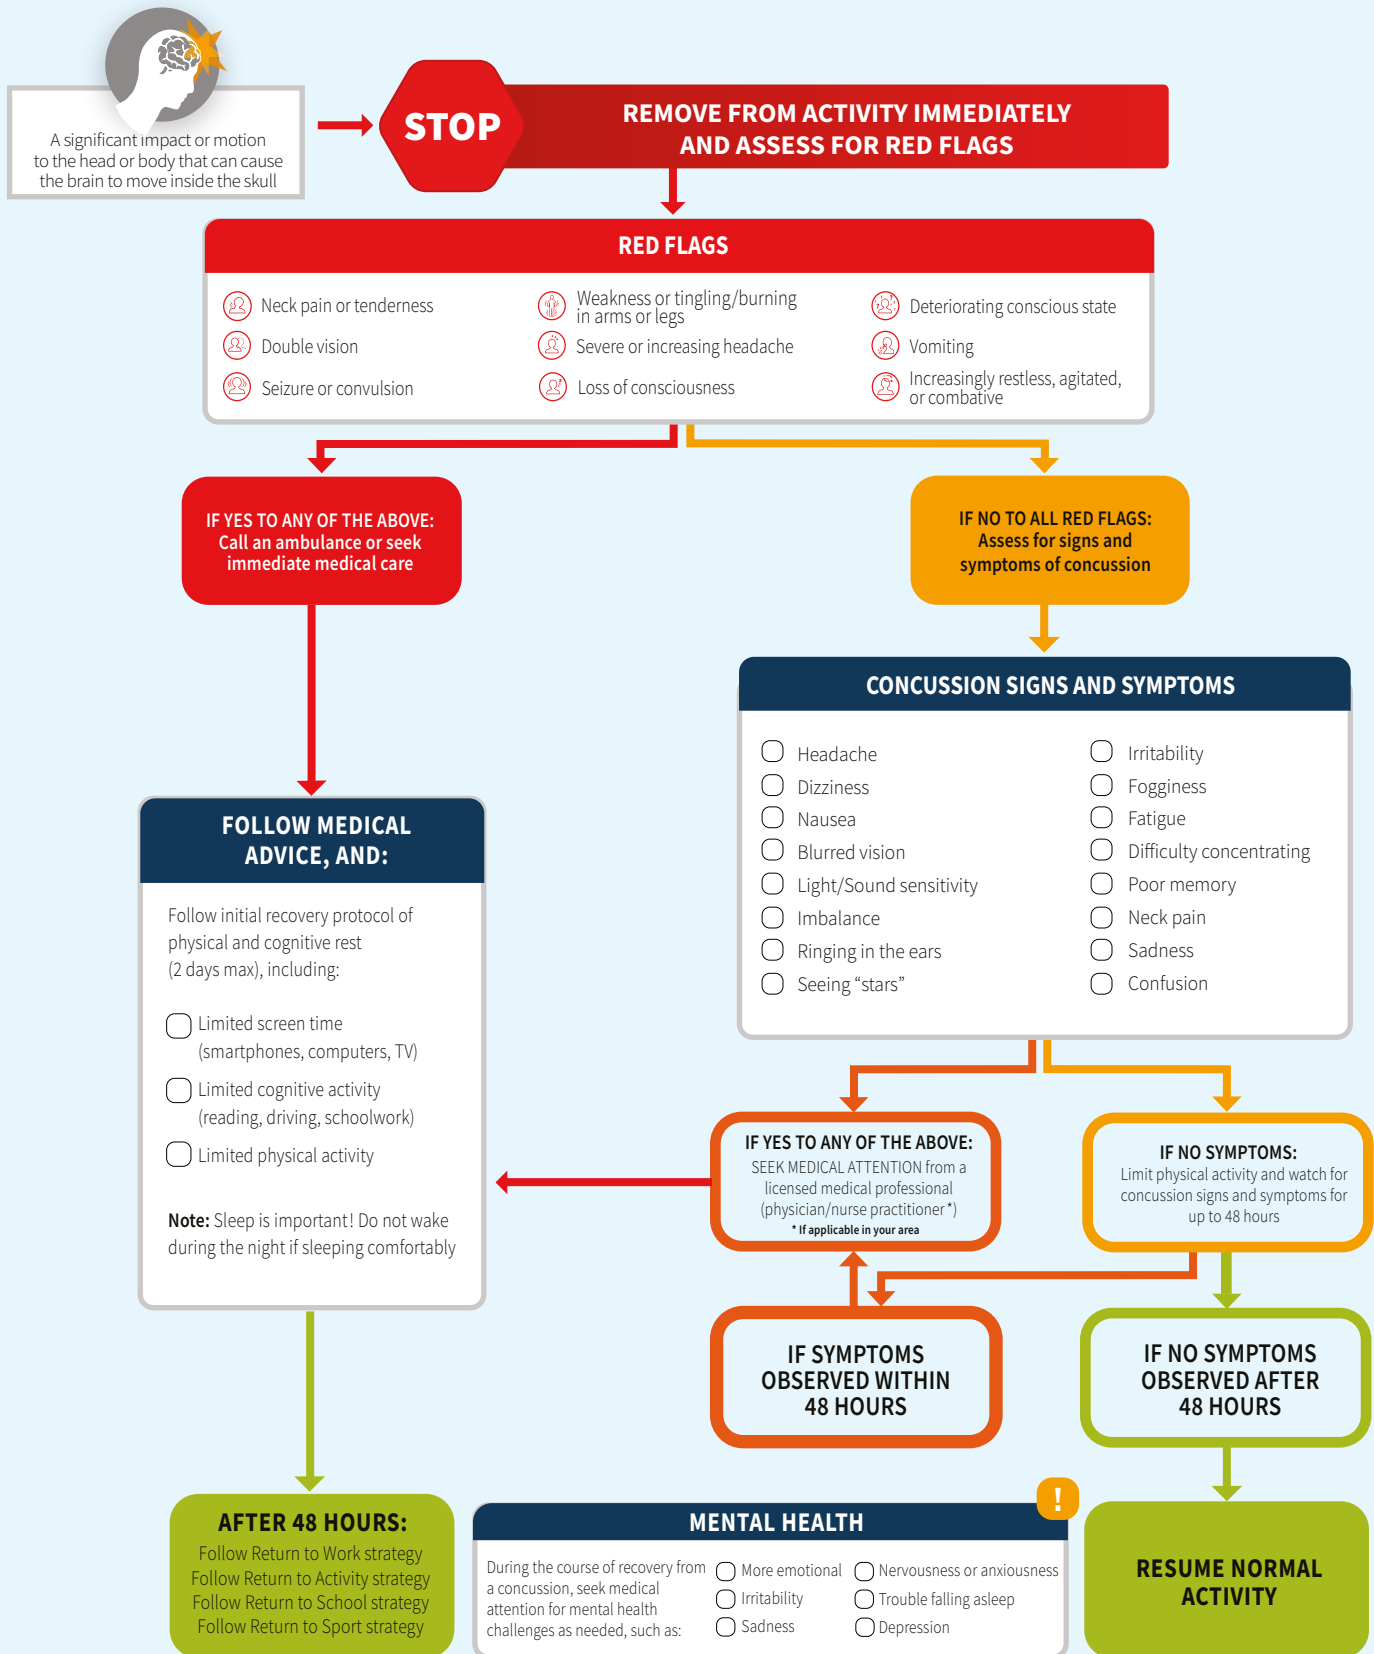 A significant impact or motion
to the head or body that can cause
the brain to move inside the skull
STOP
REMOVE FROM ACTIVITY IMMEDIATELY
AND ASSESS FOR RED FLAGS
RED FLAGS
Neck pain or tenderness
Double vision
Seizure or convulsion
Weakness or tingling/burning
in arms or legs
Severe or increasing headache
Loss of consciousness
Deteriorating conscious state
Vomiting
Increasingly restless, agitated,
or combative
IF YES TO ANY OF THE ABOVE:
Call an ambulance or seek
immediate medical care
IF NO TO ALL RED FLAGS:
Assess for signs and
symptoms of concussion
CONCUSSION SIGNS AND SYMPTOMS
Headache
Dizziness
Nausea
Blurred vision
Light/Sound sensitivity
Imbalance
Ringing in the ears
Seeing “stars”
Irritability
Fogginess
Fatigue
Difficulty concentrating
Poor memory
Neck pain
Sadness
Confusion
FOLLOW MEDICAL
ADVICE, AND:
Follow initial recovery protocol of
physical and cognitive rest
(2 days max), including:
Limited screen time
(smartphones, computers, TV)
Limited cognitive activity
(reading, driving, schoolwork)
Limited physical activity
Note: Sleep is important! Do not wake
during the night if sleeping comfortably
IF YES TO ANY OF THE ABOVE:
SEEK MEDICAL ATTENTION from a
licensed medical professional
(physician/nurse practitioner*)
* If applicable in your area
IF NO SYMPTOMS:
Limit physical activity and watch for
concussion signs and symptoms for
up to 48 hours
IF SYMPTOMS
OBSERVED WITHIN
48 HOURS
IF NO SYMPTOMS
OBSERVED AFTER
48 HOURS
AFTER 48 HOURS:
Follow Return to Work strategy
Follow Return to Activity strategy
Follow Return to School strategy
Follow Return to Sport strategy
!
MENTAL HEALTH
During the course of recovery from
a concussion, seek medical
attention for mental health
challenges as needed, such as:
More emotional
Irritability
Sadness
Nervousness or anxiousness
Trouble falling asleep
Depression
RESUME NORMAL
ACTIVITY